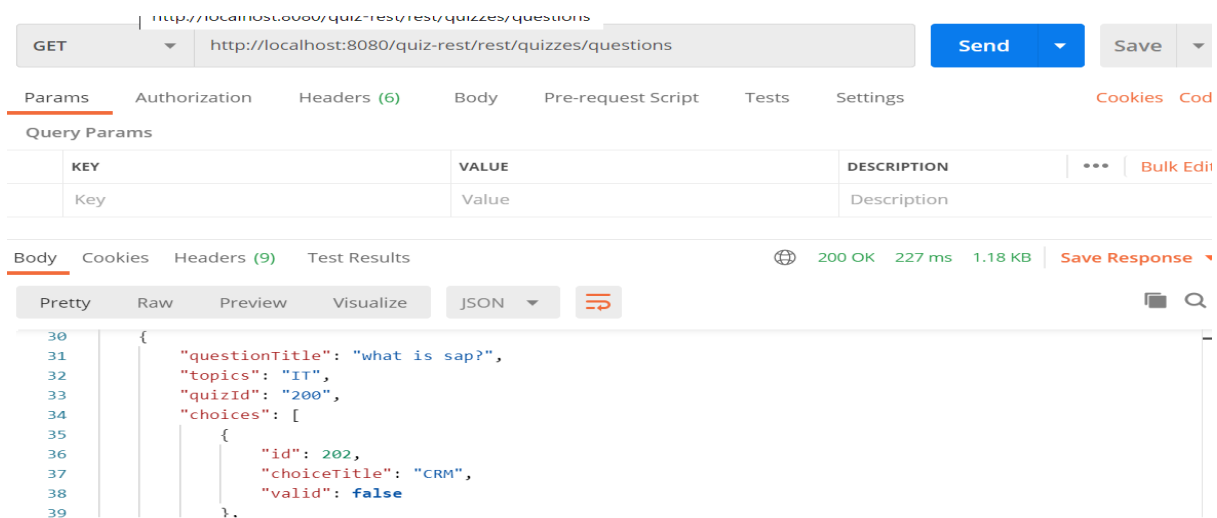 http://localhost:8080/quiz-rest/rest/quizzes/questions
GET http://localhost:8080/quiz-rest/rest/quizzes/questions Send Save
Params Authorization Headers (6) Body Pre-request Script Tests Settings Cookies Cod
Query Params
KEY VALUE DESCRIPTION ••• Bulk Edit
Key Value Description
Body Cookies Headers (9) Test Results 200 OK 227 ms 1.18 KB Save Response
Pretty Raw Preview Visualize JSON
30 {
31 "questionTitle": "what is sap?",
32 "topics": "IT",
33 "quizId": "200",
34 "choices": [
35 {
36 "id": 202,
37 "choiceTitle": "CRM",
38 "valid": false
39 },